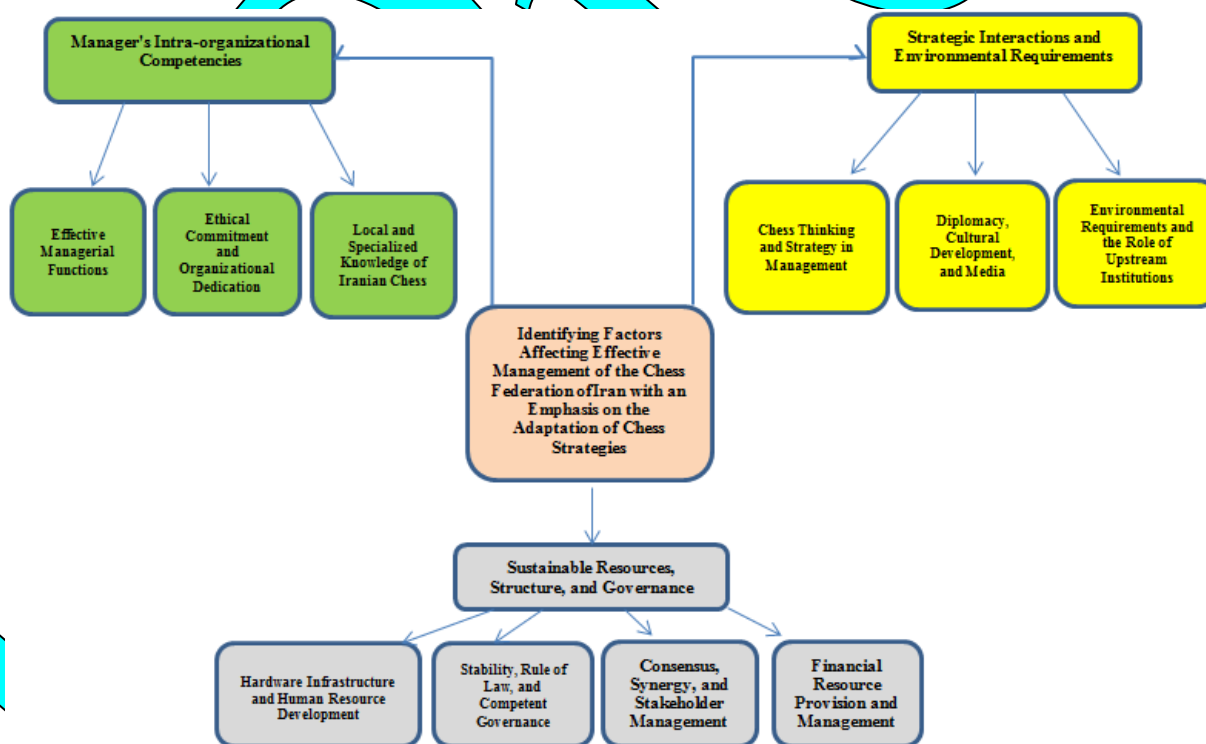 Manager's Intra-organizational
Competencies
Strategic Interactions and
Environmental Requirements
Effective
Managerial
Functions
Ethical
Commitment
and
Organizational
Dedication
Local and
Specialized
Knowledge of
Iranian Chess
Chess Thinking
and Strategy in
Management
Diplomacy,
Cultural
Development,
and Media
Environmental
Requirements and
the Role of
Upstream
Institutions
Identifying Factors
Affecting Effective
Management of the Chess
Federation of Iran with an
Emphasis on the
Adaptation of Chess
Strategies
Sustainable Resources,
Structure, and Governance
Hardware Infrastructure
and Human Resource
Development
Stability, Rule of
Law, and
Competent
Governance
Consensus,
Synergy, and
Stakeholder
Management
Financial
Resource
Provision and
Management